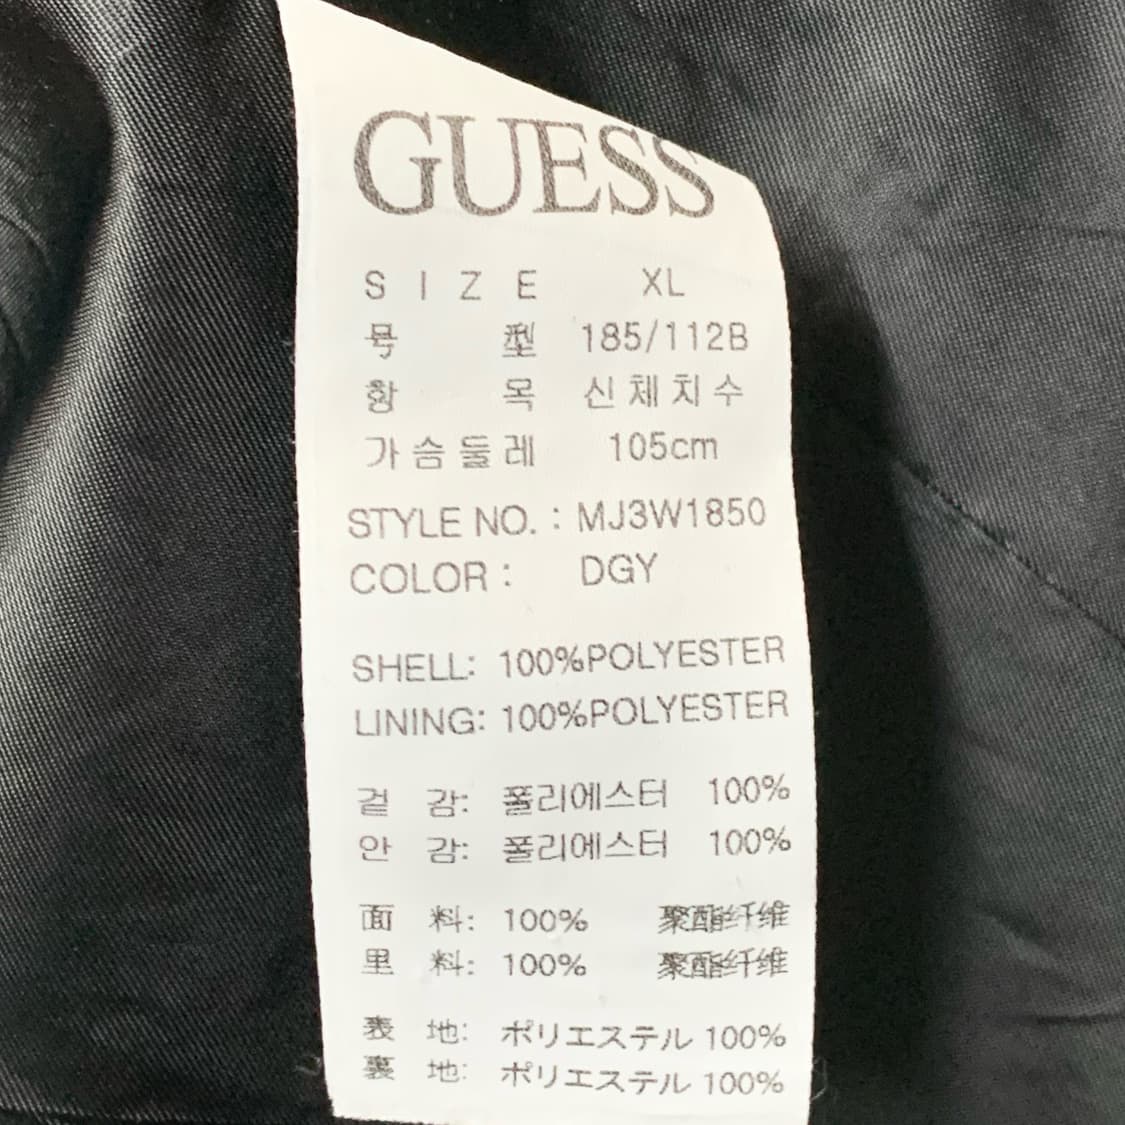 GUESS
SIZE XL
号型 185/112B
항목 신체치수
가슴둘레 105cm
STYLE NO. : MJ3W1850
COLOR : DGY
SHELL: 100%POLYESTER
LINING: 100%POLYESTER
겉감: 폴리에스터 100%
안감: 폴리에스터 100%
面料: 100% 聚酯纤维
里料: 100% 聚酯纤维
表地: ポリエステル 100%
裏地: ポリエステル 100%